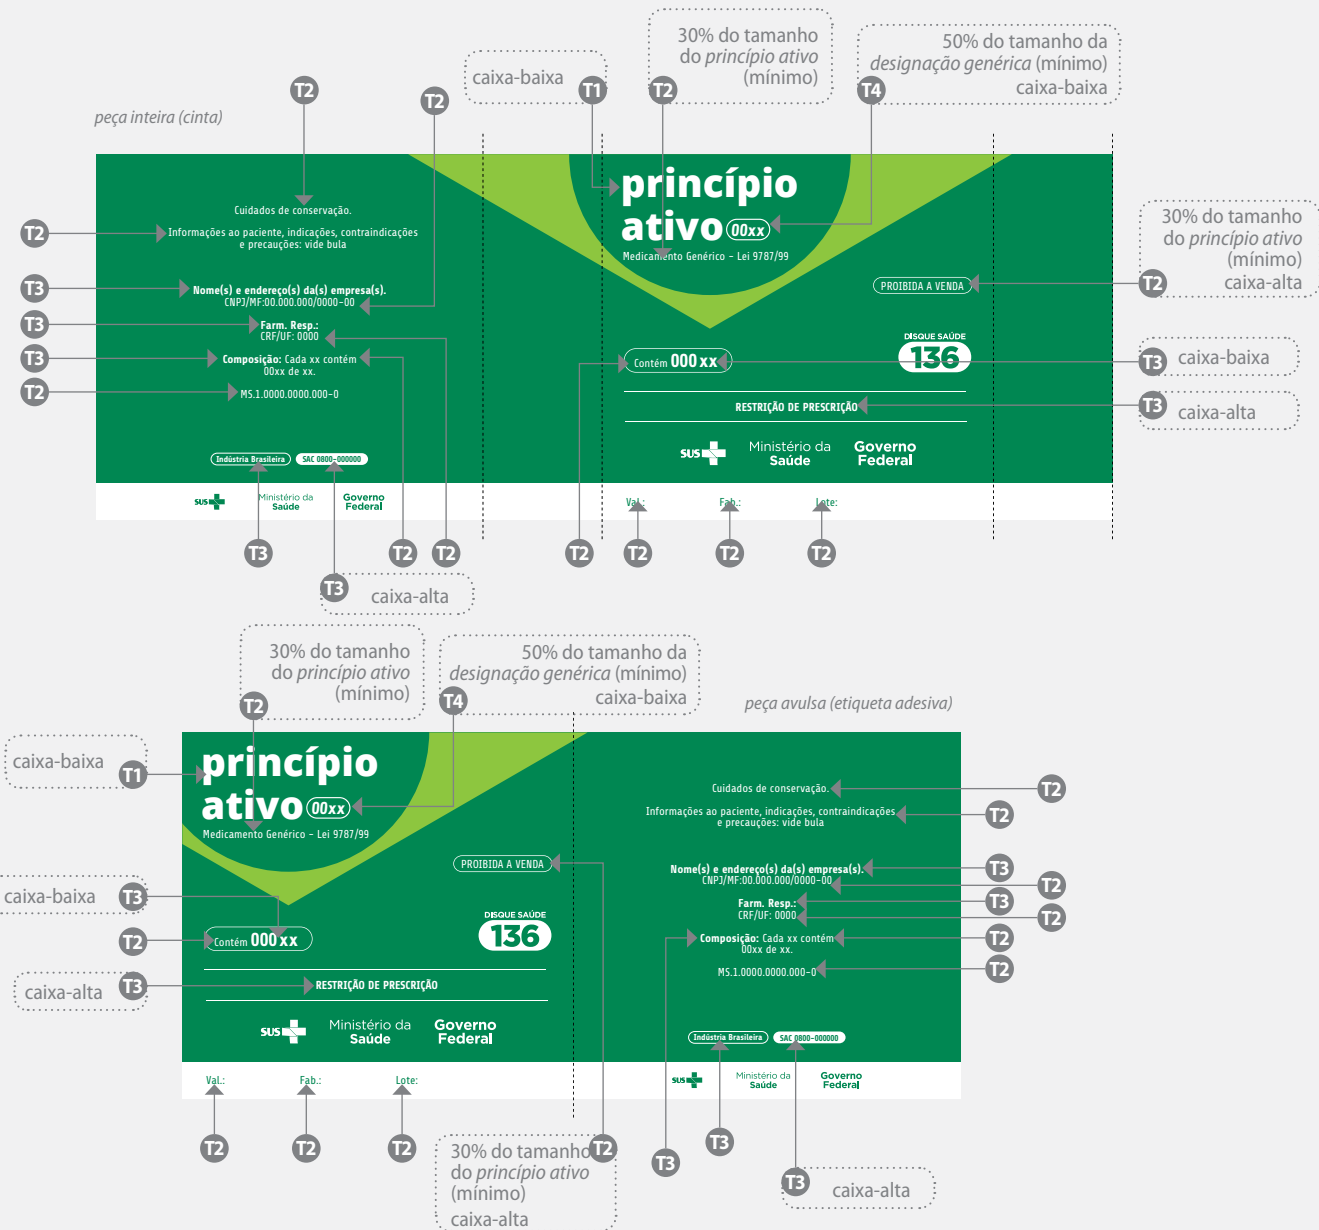 30% do tamanho
do princípio ativo
(mínimo)
T2
50% do tamanho da
designação genérica (mínimo)
caixa-baixa
T4
caixa-baixa
T1
T2
T2
peça inteira (cinta)
Cuidados de conservação.
T2
Informações ao paciente, indicações, contraindicações
e precauções: vide bula
T3
Nome(s) e endereço(s) da(s) empresa(s).
CNPJ/MF:00.000.000/0000-00
T3
Farm. Resp.:
CRF/UF: 0000
T3
Composição: Cada xx contém
00xx de xx.
T2
MS.1.0000.0000.000-0
Indústria Brasileira
SAC 0800-000000
SUS
Ministério da
Saúde
Governo
Federal
princípio
ativo 00xx
Medicamento Genérico – Lei 9787/99
PROIBIDA A VENDA
30% do tamanho
do princípio ativo
(mínimo)
caixa-alta
T2
DISQUE SAÚDE
136
Contém 000 xx
T3
caixa-baixa
RESTRIÇÃO DE PRESCRIÇÃO
T3
caixa-alta
SUS
Ministério da
Saúde
Governo
Federal
Val.:
Fab.:
Lote:
T3
T2
T2
T2
T2
T2
T2
T3
caixa-alta
30% do tamanho
do princípio ativo
(mínimo)
T2
50% do tamanho da
designação genérica (mínimo)
caixa-baixa
T4
peça avulsa (etiqueta adesiva)
caixa-baixa
T1
princípio
ativo 00xx
Medicamento Genérico – Lei 9787/99
PROIBIDA A VENDA
caixa-baixa
T3
DISQUE SAÚDE
136
T2
Contém 000 xx
caixa-alta
T3
RESTRIÇÃO DE PRESCRIÇÃO
SUS
Ministério da
Saúde
Governo
Federal
Val.:
Fab.:
Lote:
Cuidados de conservação.
T2
Informações ao paciente, indicações, contraindicações
e precauções: vide bula
T2
Nome(s) e endereço(s) da(s) empresa(s).
T3
CNPJ/MF:00.000.000/0000-00
T2
Farm. Resp.:
T3
CRF/UF: 0000
T2
Composição: Cada xx contém
00xx de xx.
T2
MS.1.0000.0000.000-0
T2
Indústria Brasileira
SAC 0800-000000
SUS
Ministério da
Saúde
Governo
Federal
T2
T2
T2
T2
30% do tamanho
do princípio ativo
(mínimo)
caixa-alta
T3
T3
T3
caixa-alta